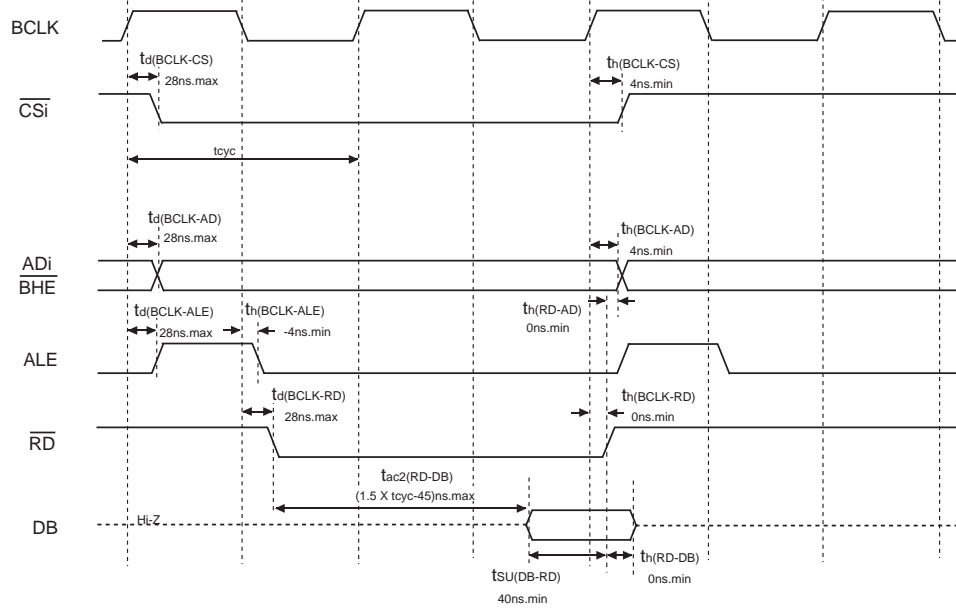 BCLK
td(BCLK-CS)
28ns.max
th(BCLK-CS)
4ns.min
CSi
tcyc
td(BCLK-AD)
28ns.max
th(BCLK-AD)
4ns.min
ADi
BHE
td(BCLK-ALE)
28ns.max
th(BCLK-ALE)
-4ns.min
th(RD-AD)
0ns.min
ALE
td(BCLK-RD)
28ns.max
th(BCLK-RD)
0ns.min
RD
tac2(RD-DB)
(1.5 X tcyc-45)ns.max
DB
Hi-Z
tSU(DB-RD)
40ns.min
th(RD-DB)
0ns.min